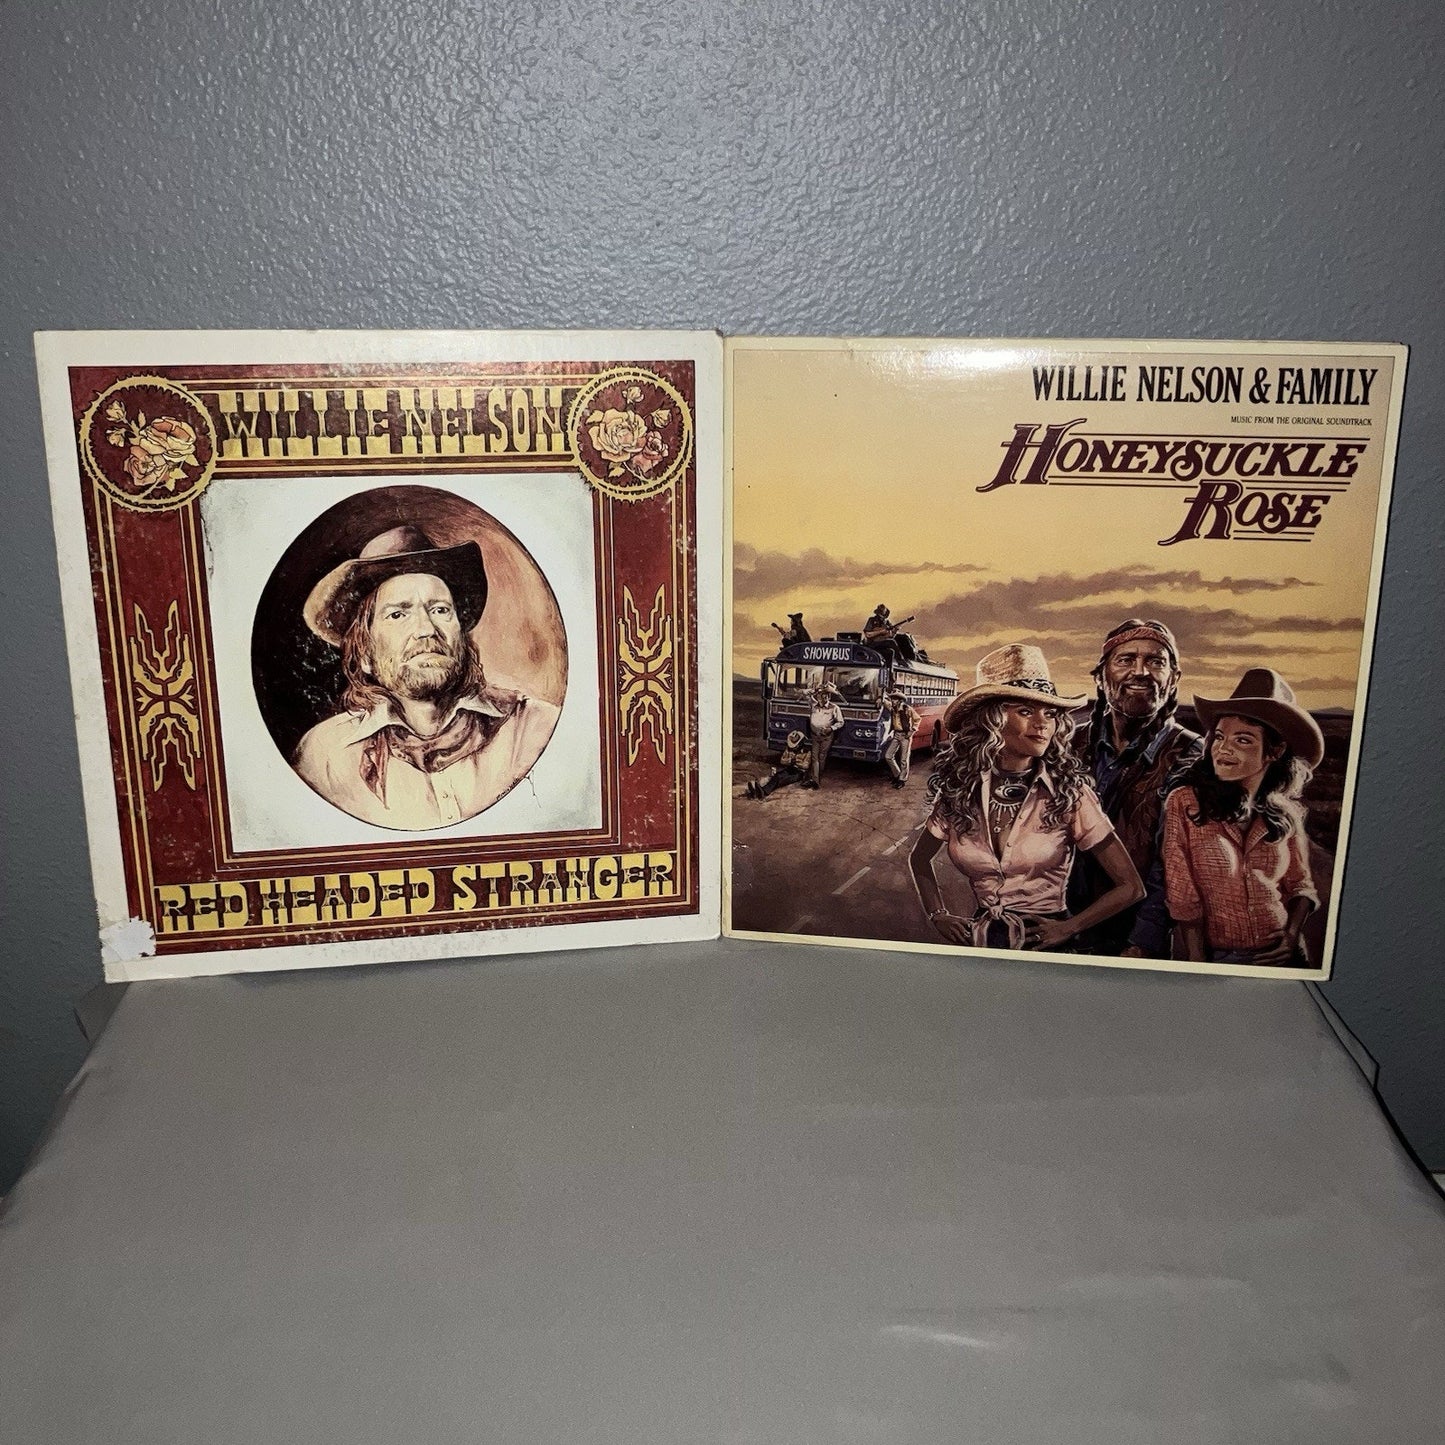 WILLIE NELSON
RED HEADED STRANGER
WILLIE NELSON & FAMILY
MUSIC FROM THE ORIGINAL SOUNDTRACK
HONEYSUCKLE
ROSE
SHOWBUS